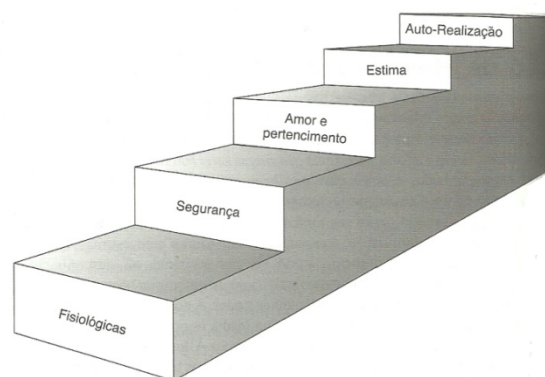 Auto-Realização
Estima
Amor e
pertencimento
Segurança
Fisiológicas